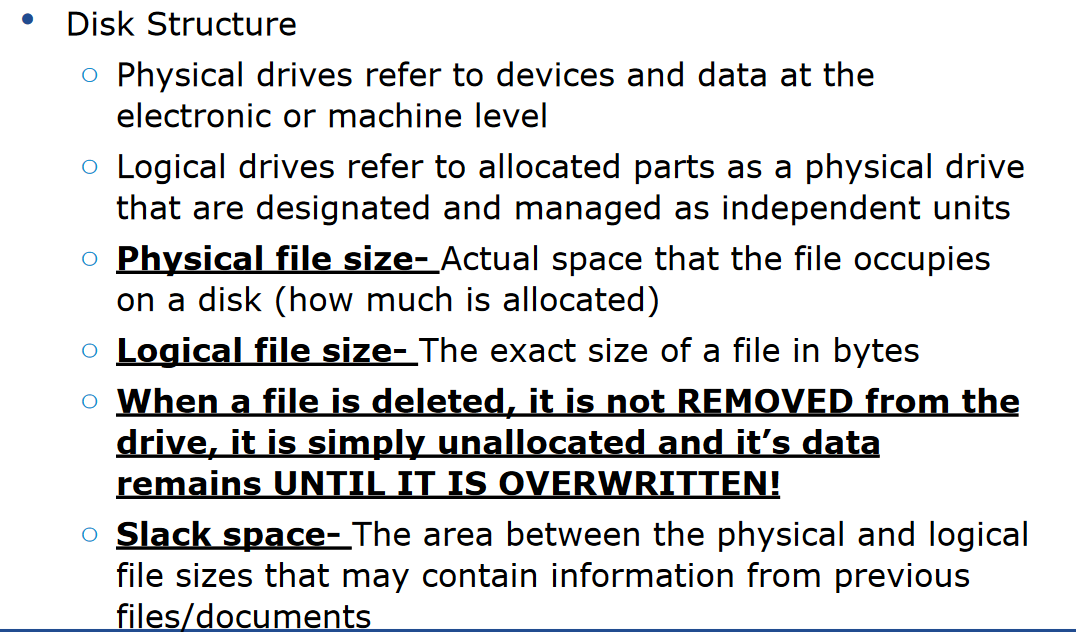 • Disk Structure
○ Physical drives refer to devices and data at the
electronic or machine level
○ Logical drives refer to allocated parts as a physical drive
that are designated and managed as independent units
○ Physical file size- Actual space that the file occupies
on a disk (how much is allocated)
○ Logical file size- The exact size of a file in bytes
○ When a file is deleted, it is not REMOVED from the
drive, it is simply unallocated and it’s data
remains UNTIL IT IS OVERWRITTEN!
○ Slack space- The area between the physical and logical
file sizes that may contain information from previous
files/documents